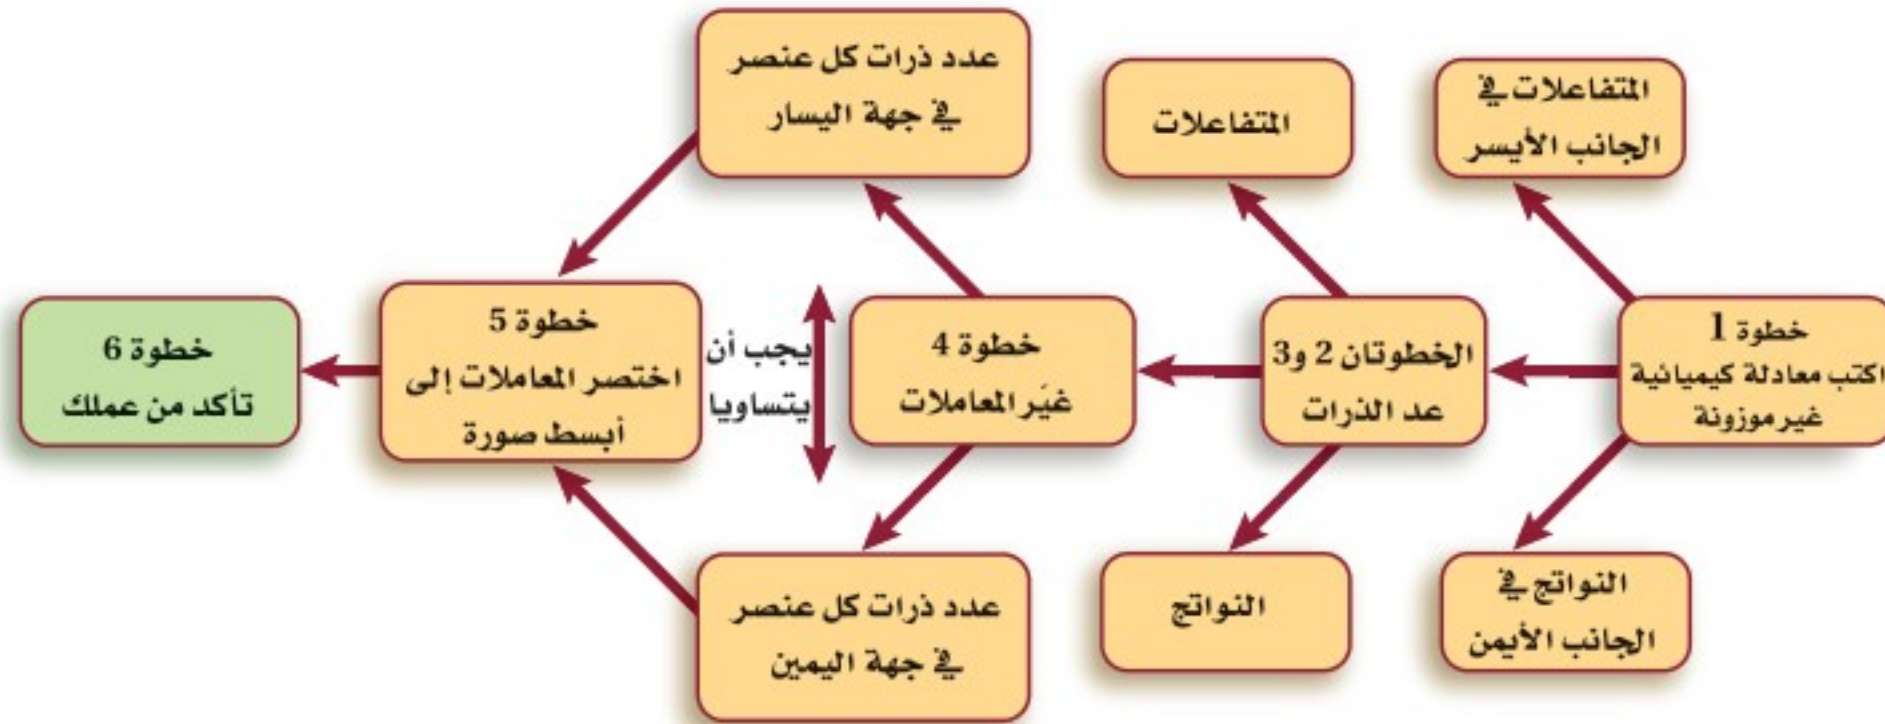 خطوة 1
اكتب معادلة كيميائية
غير موزونة
المتفاعلات في
الجانب الأيسر
النواتج في
الجانب الأيمن
الخطوتان 2 و3
عد الذرات
المتفاعلات
النواتج
خطوة 4
غيَر المعاملات
عدد ذرات كل عنصر
في جهة اليسار
يجب أن
يتساويا
عدد ذرات كل عنصر
في جهة اليمين
خطوة 5
اختصر المعاملات إلى
أبسط صورة
خطوة 6
تأكد من عملك